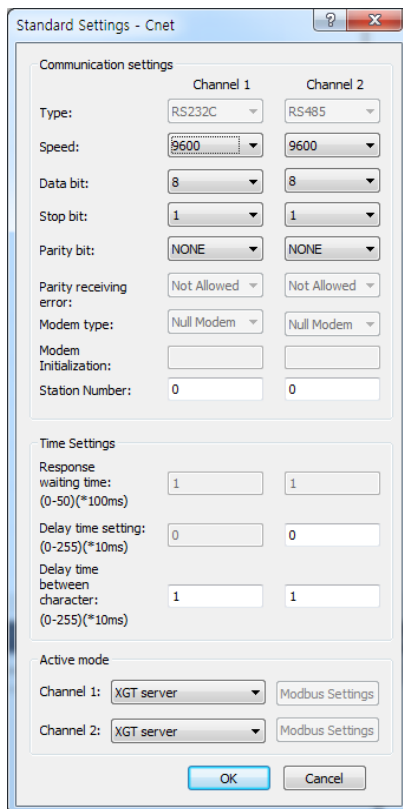 Standard Settings - Cnet
Communication settings
Channel 1 Channel 2
Type: RS232C RS485
Speed: 9600 9600
Data bit: 8 8
Stop bit: 1 1
Parity bit: NONE NONE
Parity receiving
error: Not Allowed Not Allowed
Modem type: Null Modem Null Modem
Modem
Initialization:
Station Number: 0 0
Time Settings
Response
waiting time: 1 1
(0-50)(*100ms)
Delay time setting: 0 0
(0-255)(*10ms)
Delay time
between
character: 1 1
(0-255)(*10ms)
Active mode
Channel 1: XGT server Modbus Settings
Channel 2: XGT server Modbus Settings
OK Cancel